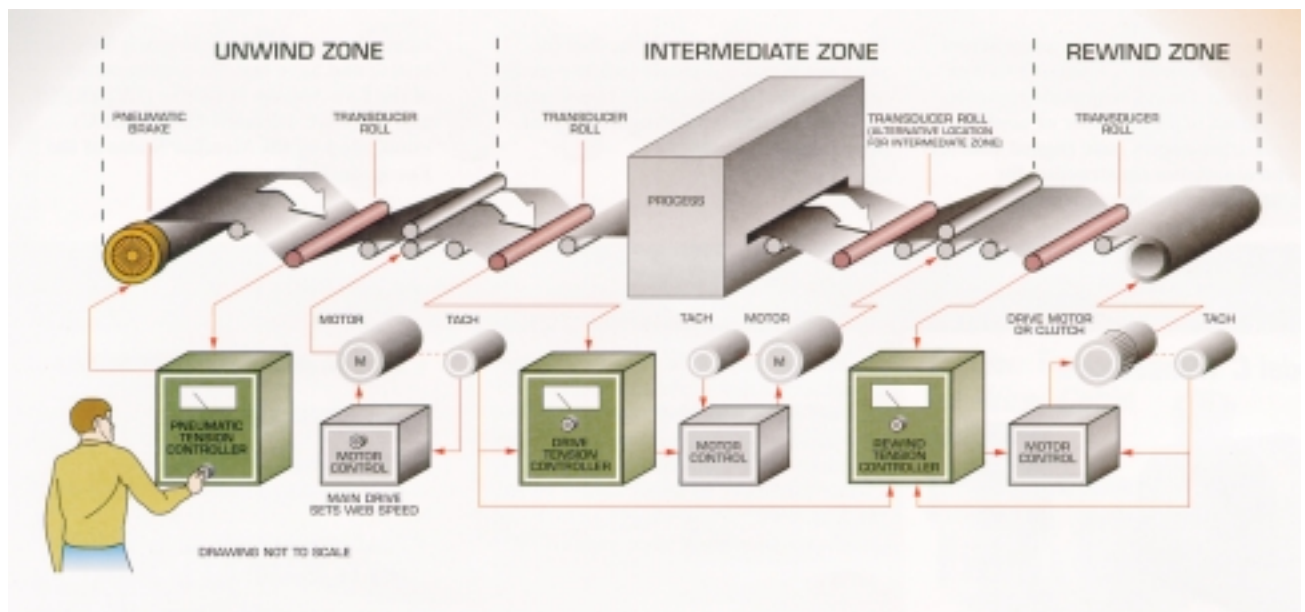 UNWIND ZONE
INTERMEDIATE ZONE
REWIND ZONE
PNEUMATIC
BRAKE
TRANSDUCER
ROLL
TRANSDUCER
ROLL
TRANSDUCER ROLL
(ALTERNATIVE LOCATION
FOR INTERMEDIATE ZONE)
TRANSDUCER
ROLL
PROCESS
MOTOR
TACH
TACH
MOTOR
DRIVE MOTOR
OR CLUTCH
TACH
M
M
PNEUMATIC
TENSION
CONTROLLER
MOTOR
CONTROL
DRIVE
TENSION
CONTROLLER
MOTOR
CONTROL
REWIND
TENSION
CONTROLLER
MOTOR
CONTROL
MAIN DRIVE
SETS WEB SPEED
DRAWING NOT TO SCALE